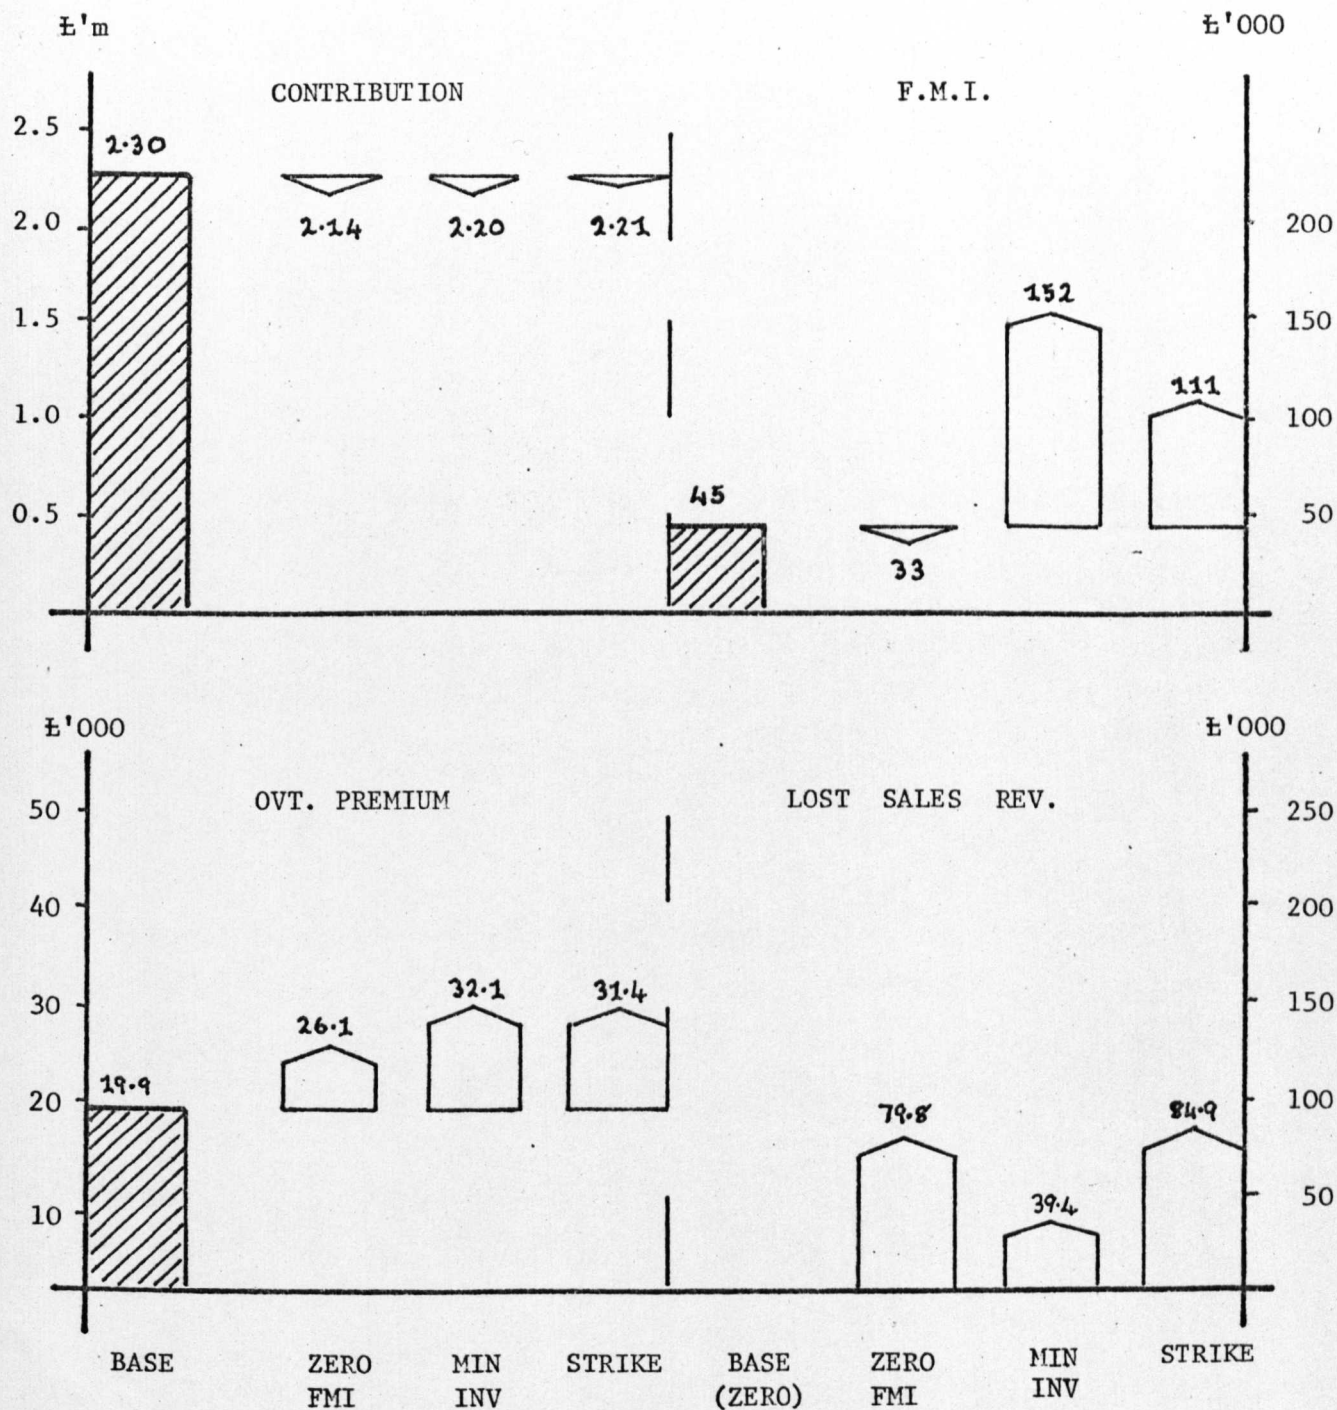 Ł'm
Ł'000
CONTRIBUTION
F.M.I.
2.5
2.0
1.5
1.0
0.5
2.30
2.14
2.20
2.21
45
33
152
111
200
150
100
50
Ł'000
Ł'000
OVT. PREMIUM
LOST SALES REV.
50
40
30
20
10
19.9
26.1
32.1
31.4
79.8
39.4
84.9
250
200
150
100
50
BASE
ZERO
FMI
MIN
INV
STRIKE
BASE
(ZERO)
ZERO
FMI
MIN
INV
STRIKE